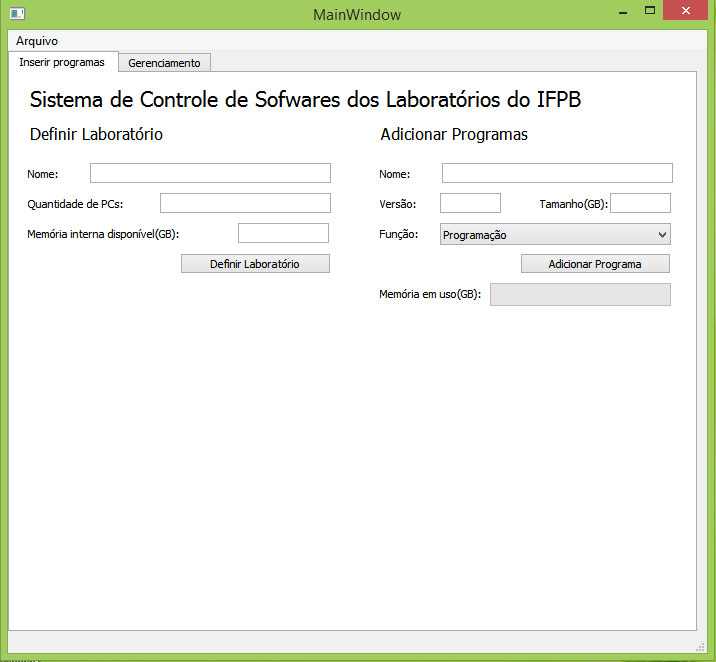 MainWindow
Arquivo
Inserir programas Gerenciamento
Sistema de Controle de Sofwares dos Laboratórios do IFPB
Definir Laboratório
Nome:
Quantidade de PCs:
Memória interna disponível(GB):
Definir Laboratório
Adicionar Programas
Nome:
Versão: Tamanho(GB):
Função: Programação
Adicionar Programa
Memória em uso(GB):